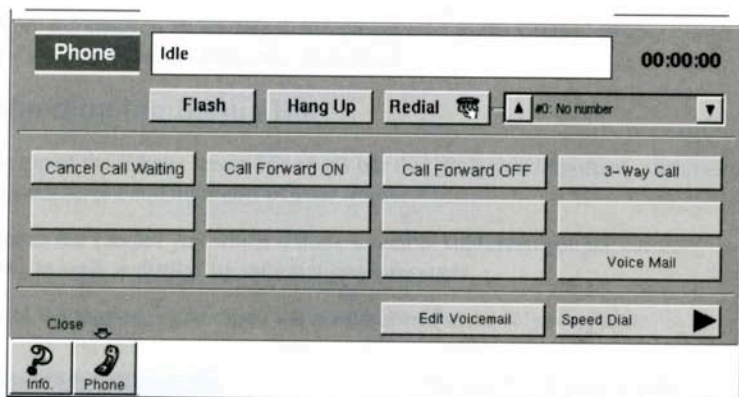 Phone Idle 00:00:00
Flash Hang Up Redial #0: No number
Cancel Call Waiting Call Forward ON Call Forward OFF 3-Way Call
Voice Mail
Edit Voicemail Speed Dial
Close
Info. Phone